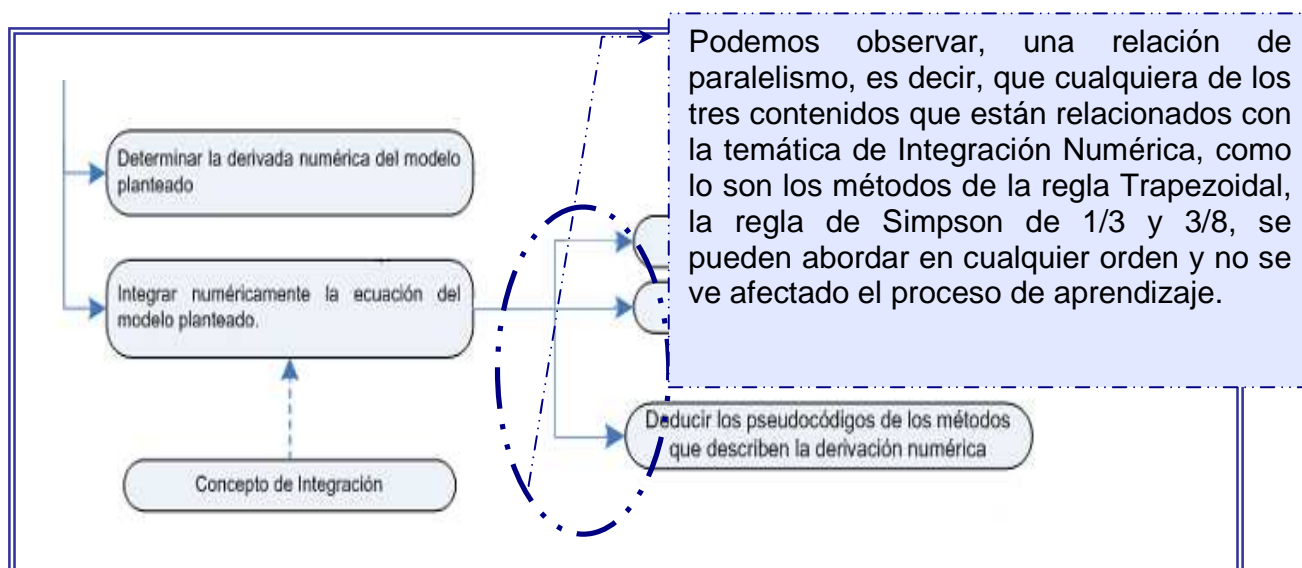 Podemos observar, una relación de
paralelismo, es decir, que cualquiera de los
tres contenidos que están relacionados con
la temática de Integración Numérica, como
lo son los métodos de la regla Trapezoidal,
la regla de Simpson de 1/3 y 3/8, se
pueden abordar en cualquier orden y no se
ve afectado el proceso de aprendizaje.
Determinar la derivada numérica del modelo
planteado
Integrar numéricamente la ecuación del
modelo planteado.
Deducir los pseudocódigos de los métodos
que describen la derivación numérica
Concepto de Integración